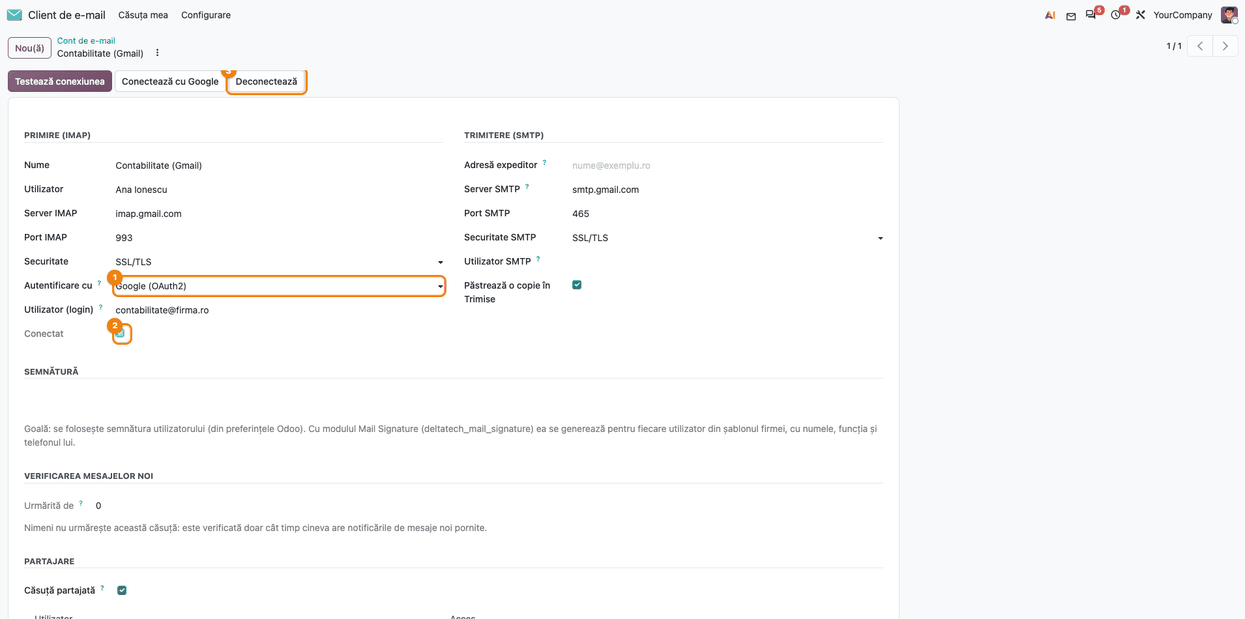 Client de e-mail Căsuța mea Configurare AI 5 1 YourCompany
Nou(ă) Cont de e-mail
Contabilitate (Gmail) 1 / 1
Testează conexiunea Conectează cu Google 3 Deconectează
PRIMIRE (IMAP) TRIMITERE (SMTP)
Nume Contabilitate (Gmail) Adresă expeditor ? nume@exemplu.ro
Utilizator Ana Ionescu Server SMTP ? smtp.gmail.com
Server IMAP imap.gmail.com Port SMTP 465
Port IMAP 993 Securitate SMTP SSL/TLS
Securitate SSL/TLS Utilizator SMTP ?
1
Autentificare cu ? Google (OAuth2) Păstrează o copie în
Trimise
Utilizator (login) ? contabilitate@firma.ro
2
Conectat
SEMNĂTURĂ
Goală: se folosește semnătura utilizatorului (din preferințele Odoo). Cu modulul Mail Signature (deltatech_mail_signature) ea se generează pentru fiecare utilizator din șablonul firmei, cu numele, funcția și
telefonul lui.
VERIFICAREA MESAJELOR NOI
Urmărită de ? 0
Nimeni nu urmărește această căsuță: este verificată doar cât timp cineva are notificările de mesaje noi pornite.
PARTAJARE
Căsuță partajată ?
Utilizator Acces